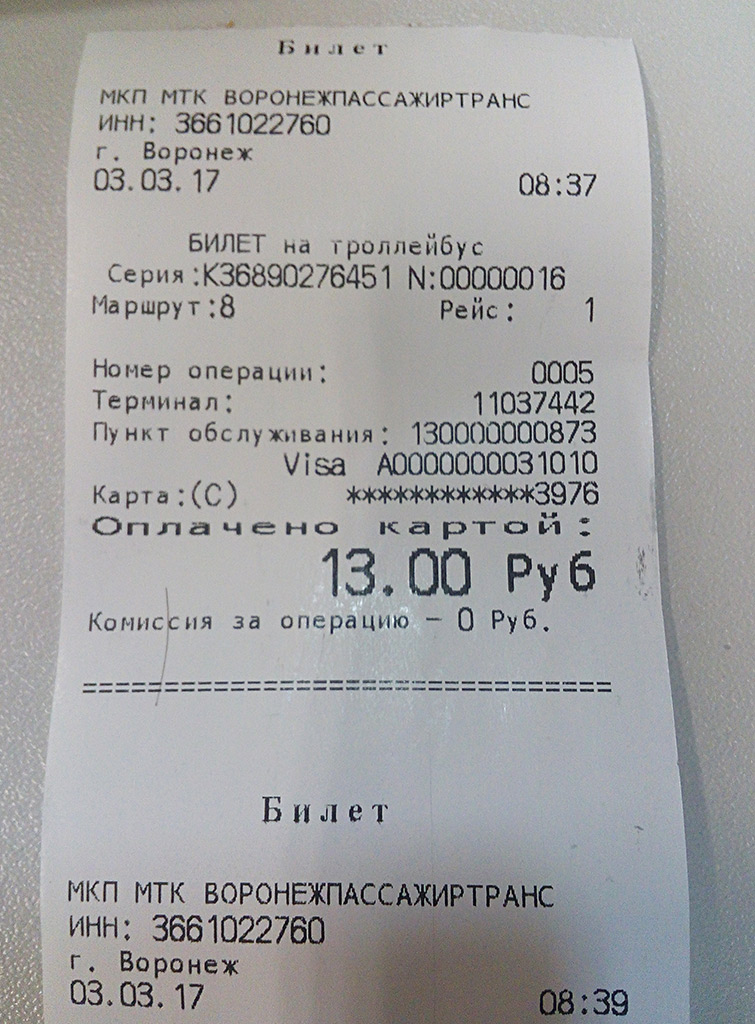 Билет
МКП МТК ВОРОНЕЖПАССАЖИРТРАНС
ИНН: 3661022760
г. Воронеж
03.03.17 08:37
БИЛЕТ на троллейбус
Серия:К36890276451 N:00000016
Маршрут:8 Рейс: 1
Номер операции: 0005
Терминал: 11037442
Пункт обслуживания: 130000000873
Visa A0000000031010
Карта:(С) ************3976
Оплачено картой:
13.00 Руб
Комиссия за операцию – 0 Руб.
=================================
Билет
МКП МТК ВОРОНЕЖПАССАЖИРТРАНС
ИНН: 3661022760
г. Воронеж
03.03.17 08:39